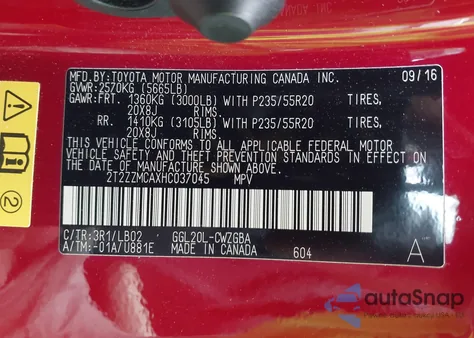 MFD.BY: TOYOTA MOTOR MANUFACTURING CANADA INC. 09/16
GVWR: 2570KG (5665LB)
GAWR: FRT. 1360KG (3000LB) WITH P235/55R20 TIRES,
20X8J RIMS.
RR. 1410KG (3105LB) WITH P235/55R20 TIRES,
20X8J RIMS.
THIS VEHICLE CONFORMS TO ALL APPLICABLE FEDERAL MOTOR
VEHICLE SAFETY AND THEFT PREVENTION STANDARDS IN EFFECT ON
THE DATE OF MANUFACTURE SHOWN ABOVE.
2T2ZZMCAXHC037045 MPV
C/TR: 3R1/LB02 GGL20L-CWZGBA
A/TM: -01A/U881E MADE IN CANADA 604 A
2
autoSnap